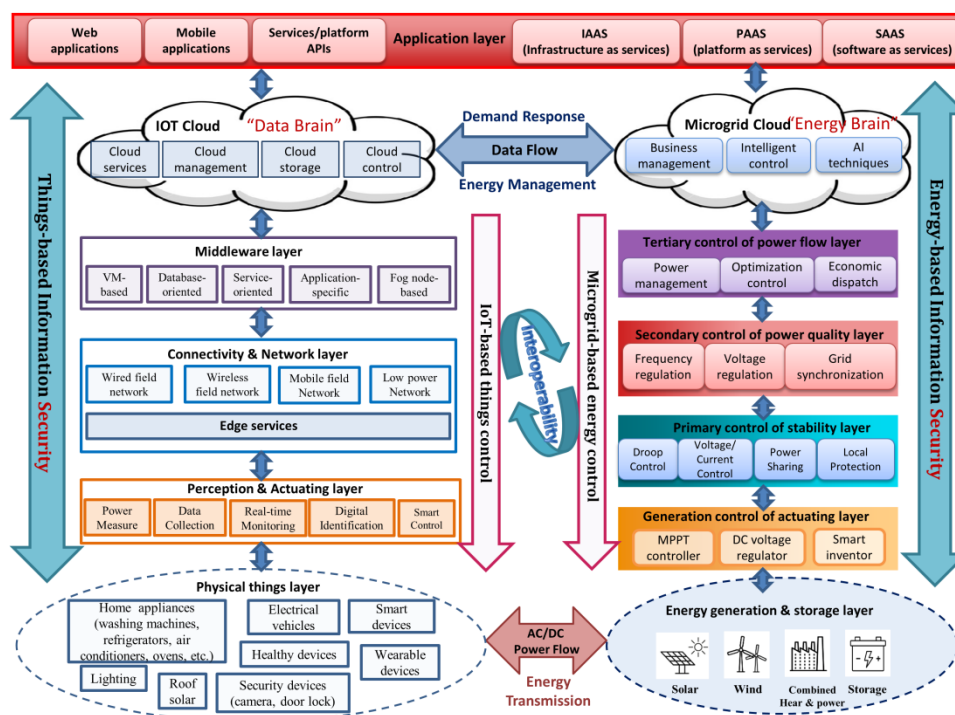 Web
applications
Mobile
applications
Services/platform
APIs
Application layer
IAAS
(Infrastructure as services)
PAAS
(platform as services)
SAAS
(software as services)
Things-based Information Security
IOT Cloud "Data Brain"
Cloud
services
Cloud
management
Cloud
storage
Cloud
control
Demand Response
Data Flow
Energy Management
Microgrid Cloud "Energy Brain"
Business
management
Intelligent
control
AI
techniques
Energy-based Information Security
Middleware layer
VM-
based
Database-
oriented
Service-
oriented
Application-
specific
Fog node-
based
Connectivity & Network layer
Wired field
network
Wireless
field network
Mobile field
Network
Low power
Network
Edge services
Perception & Actuating layer
Power
Measure
Data
Collection
Real-time
Monitoring
Digital
Identification
Smart
Control
Physical things layer
Home appliances
(washing machines,
refrigerators, air
conditioners, ovens, etc.)
Electrical
vehicles
Smart
devices
Healthy devices
Wearable
devices
Lighting
Roof
solar
Security devices
(camera, door lock)
IoT-based things control
Interoperability
Microgrid-based energy control
AC/DC
Power Flow
Energy
Transmission
Tertiary control of power flow layer
Power
management
Optimization
control
Economic
dispatch
Secondary control of power quality layer
Frequency
regulation
Voltage
regulation
Grid
synchronization
Primary control of stability layer
Droop
Control
Voltage/
Current
Control
Power
Sharing
Local
Protection
Generation control of actuating layer
MPPT
controller
DC voltage
regulator
Smart
inventor
Energy generation & storage layer
Solar
Wind
Combined
Hear & power
Storage